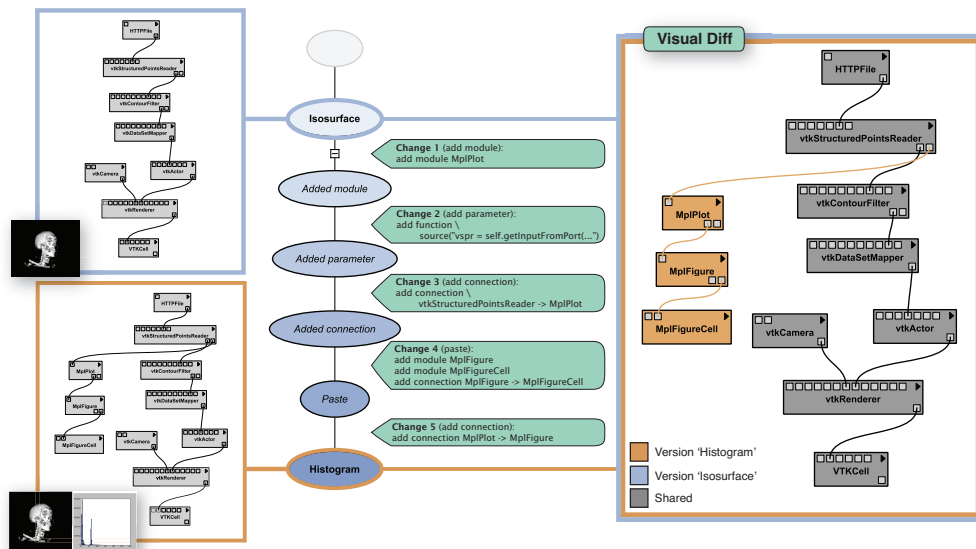 HTTPFile
vtkStructuredPointsReader
vtkContourFilter
vtkDataSetMapper
vtkCamera
vtkActor
vtkRenderer
VTKCell
HTTPFile
vtkStructuredPointsReader
MplPlot
vtkContourFilter
MplFigure
vtkDataSetMapper
MplFigureCell
vtkCamera
vtkActor
vtkRenderer
VTKCell
Isosurface
Change 1 (add module):
add module MplPlot
Added module
Change 2 (add parameter):
add function \
source("vspr = self.getInputFromPort(...")
Added parameter
Change 3 (add connection):
add connection \
vtkStructuredPointsReader -> MplPlot
Added connection
Change 4 (paste):
add module MplFigure
add module MplFigureCell
add connection MplFigure -> MplFigureCell
Paste
Change 5 (add connection):
add connection MplPlot -> MplFigure
Histogram
Visual Diff
HTTPFile
vtkStructuredPointsReader
MplPlot
vtkContourFilter
MplFigure
vtkDataSetMapper
MplFigureCell
vtkCamera
vtkActor
vtkRenderer
VTKCell
Version ‘Histogram’
Version ‘Isosurface’
Shared